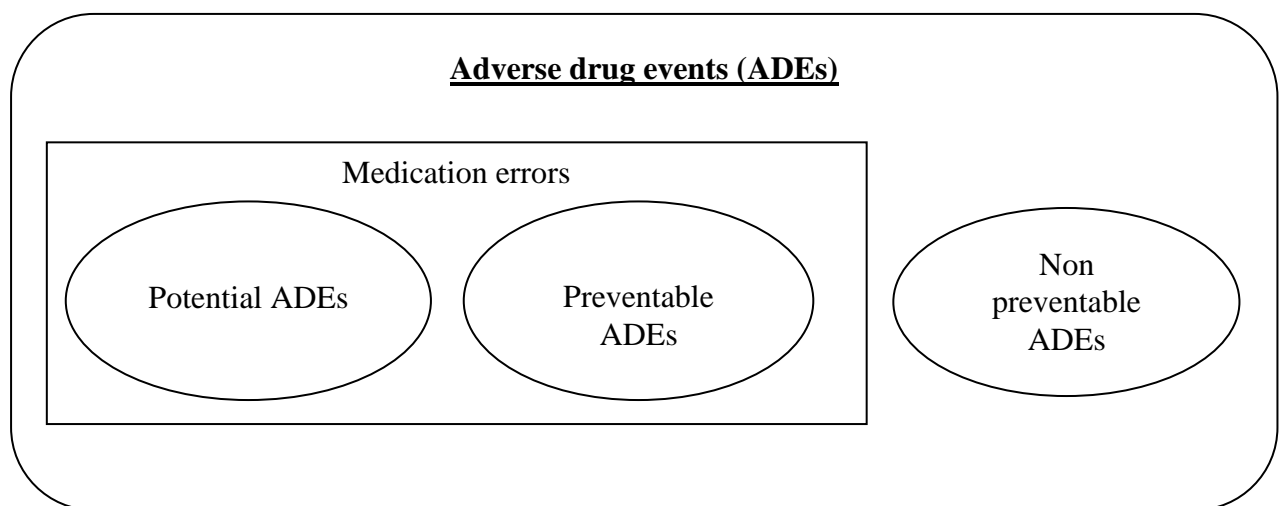 Adverse drug events (ADEs)
Medication errors
Potential ADEs
Preventable
ADEs
Non
preventable
ADEs